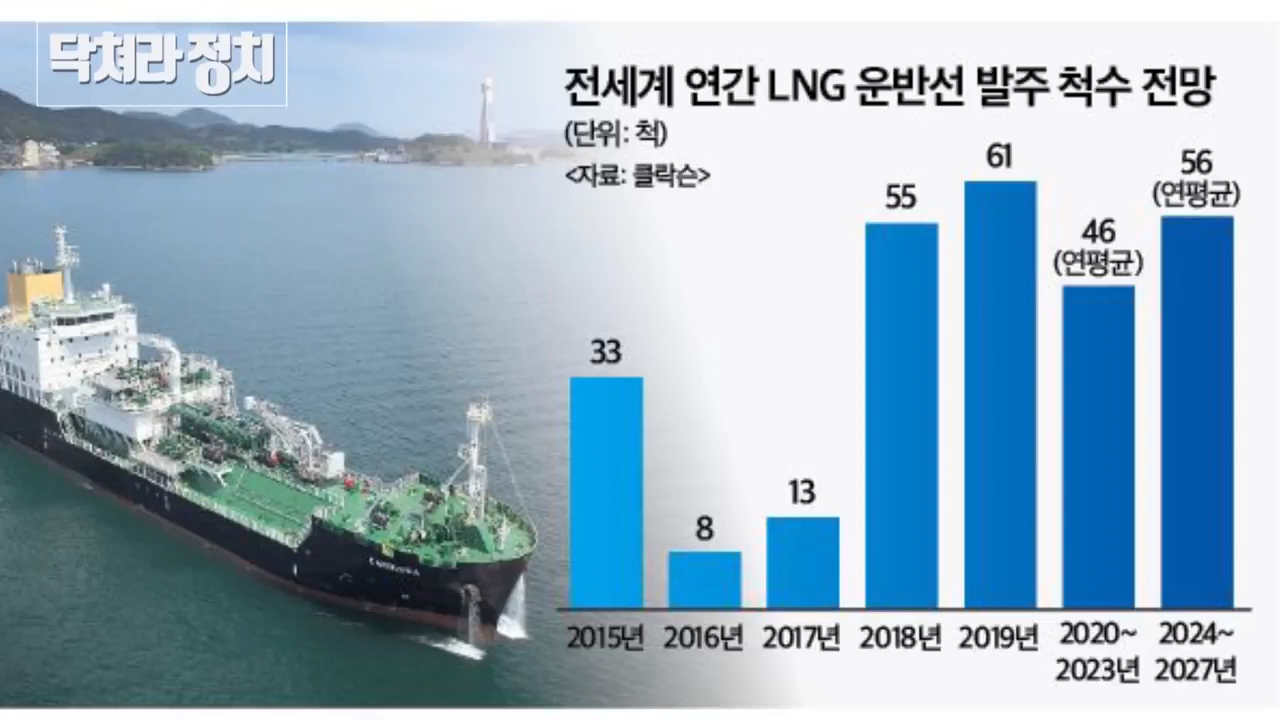 닥쳐라 정치
전세계 연간 LNG 운반선 발주 척수 전망
(단위: 척)
<자료: 클락슨>
33
8
13
55
61
46
(연평균)
56
(연평균)
2015년
2016년
2017년
2018년
2019년
2020~
2023년
2024~
2027년